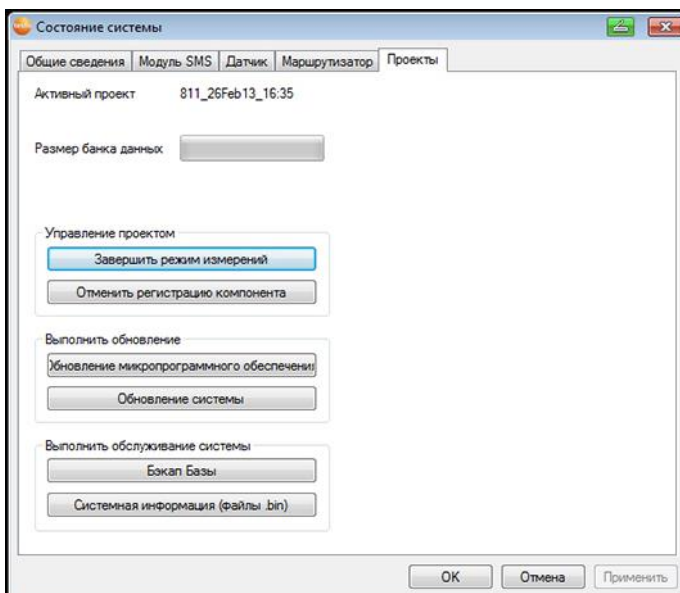 Состояние системы
Общие сведения Модуль SMS Датчик Маршрутизатор Проекты
Активный проект 811_26Feb13_16:35
Размер банка данных
Управление проектом
Завершить режим измерений
Отменить регистрацию компонента
Выполнить обновление
Обновление микропрограммного обеспечения
Обновление системы
Выполнить обслуживание системы
Бэкап Базы
Системная информация (файлы .bin)
OK Отмена Применить